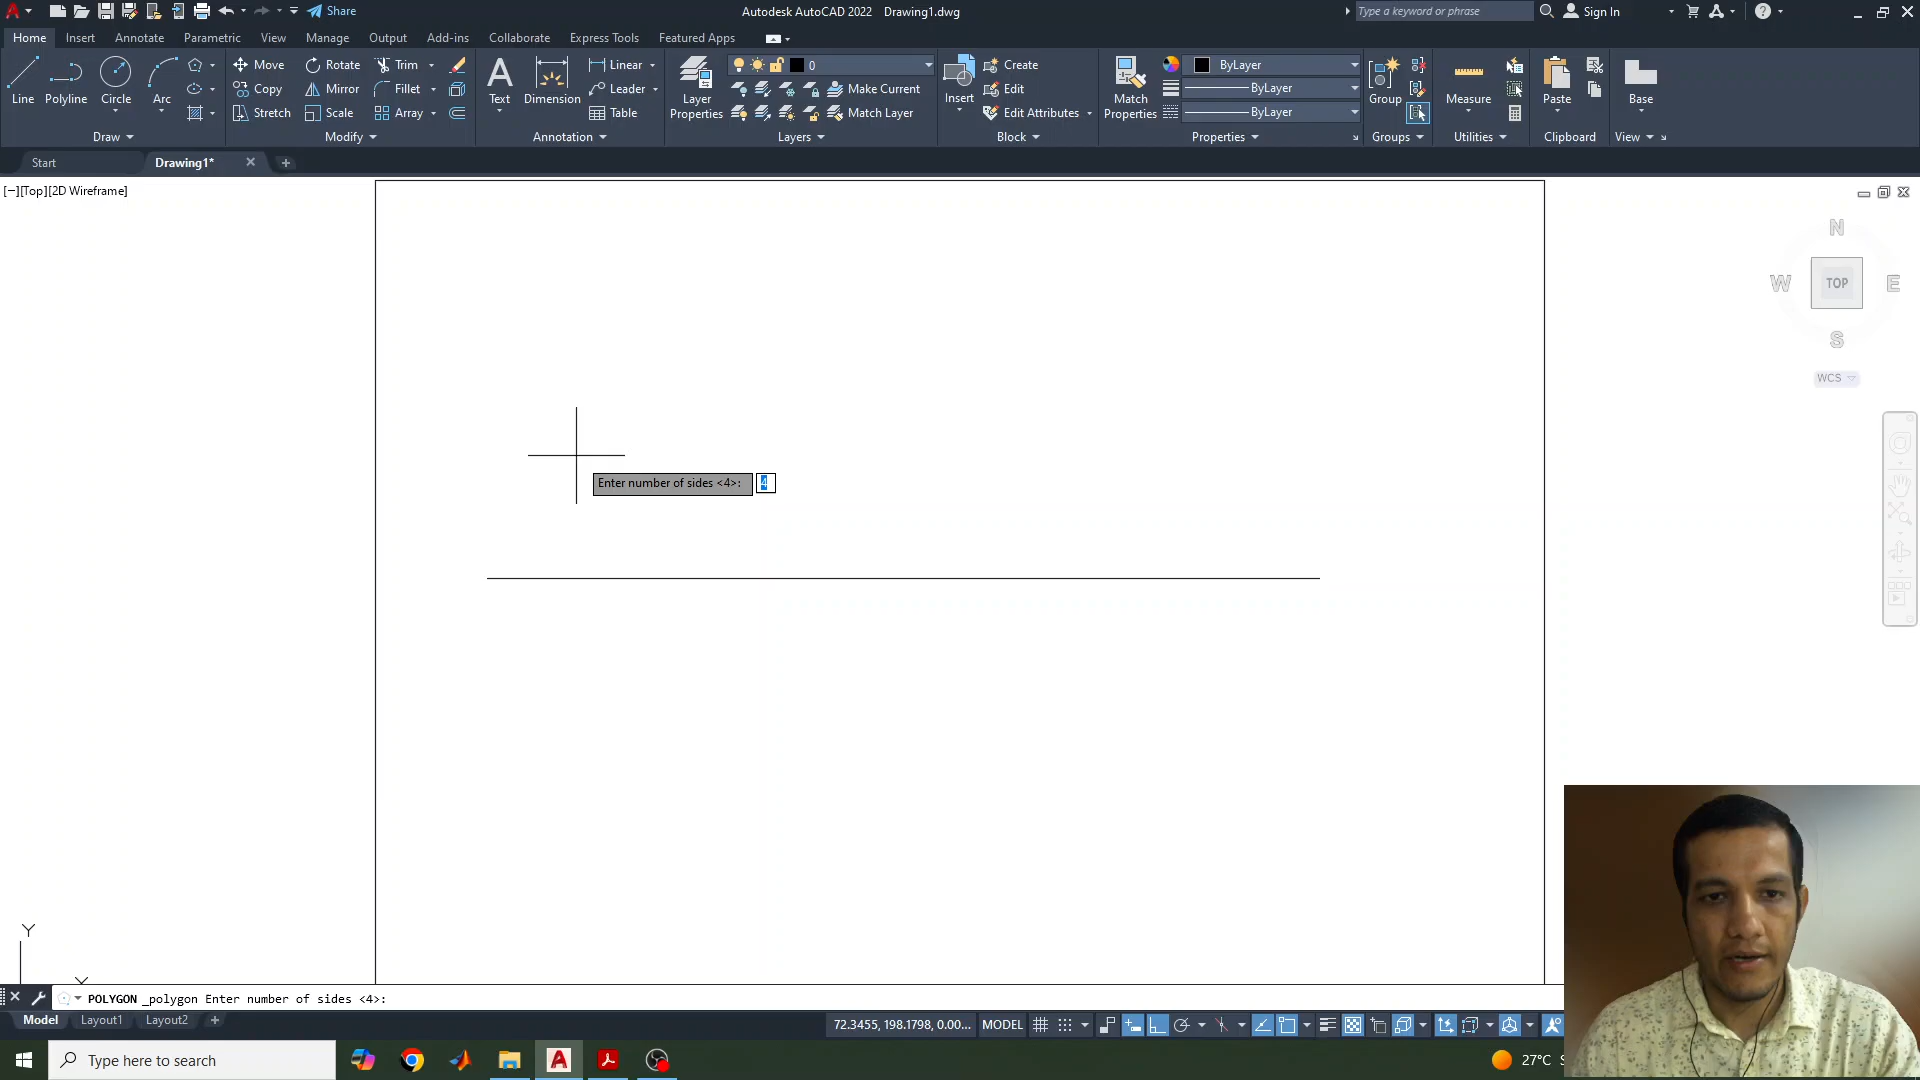 Share
Autodesk AutoCAD 2022 Drawing1.dwg
Type a keyword or phrase
Sign In
Home Insert Annotate Parametric View Manage Output Add-ins Collaborate Express Tools Featured Apps
Line
Polyline
Circle
Arc
Draw
Move Rotate Trim
Copy Mirror Fillet
Stretch Scale Array
Modify
Text
Dimension
Linear
Leader
Table
Annotation
Layer
Properties
0
Make Current
Match Layer
Layers
Insert
Create
Edit
Edit Attributes
Block
Match
Properties
ByLayer
ByLayer
ByLayer
Properties
Group
Groups
Measure
Utilities
Paste
Clipboard
Base
View
Start
Drawing1*
[−][Top][2D Wireframe]
N
W TOP E
S
WCS
Enter number of sides <4>: 4
Y
POLYGON _polygon Enter number of sides <4>:
Model Layout1 Layout2
72.3455, 198.1798, 0.00... MODEL
Type here to search
27°C